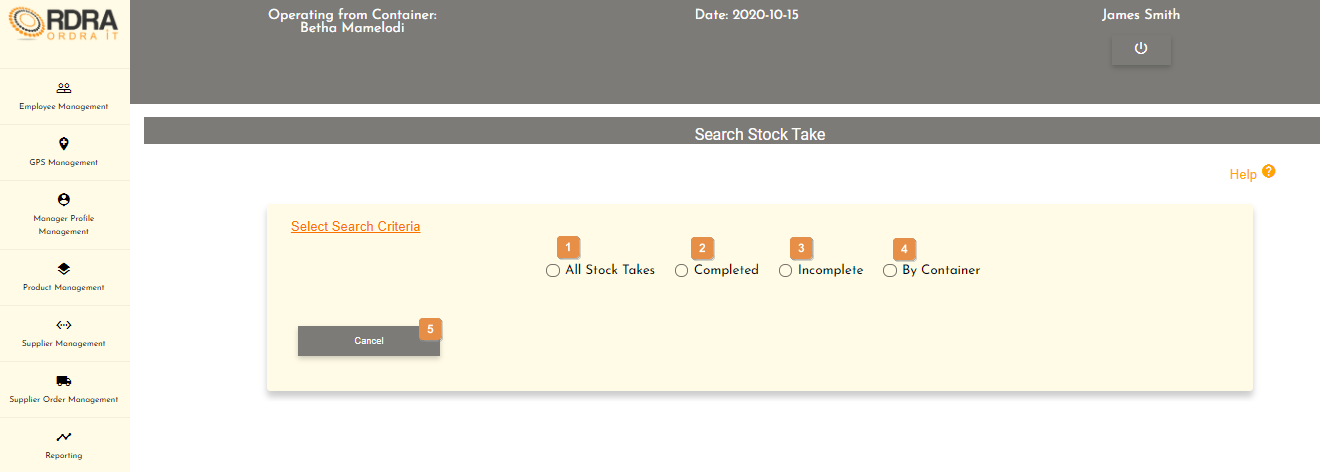 RDRA
ORDRA IT
Operating from Container:
Betha Mamelodi
Date: 2020-10-15
James Smith
Employee Management
GPS Management
Manager Profile
Management
Product Management
Supplier Management
Supplier Order Management
Reporting
Search Stock Take
Help ?
Select Search Criteria
1 2 3 4
All Stock Takes Completed Incomplete By Container
5
Cancel